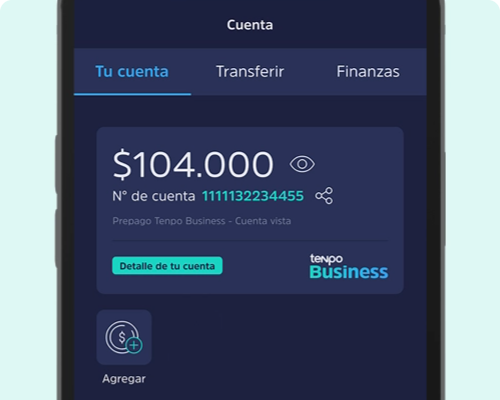 Cuenta
Tu cuenta Transferir Finanzas
$104.000
N° de cuenta 1111132234455
Prepago Tenpo Business - Cuenta vista
Detalle de tu cuenta
tenpo
Business
Agregar